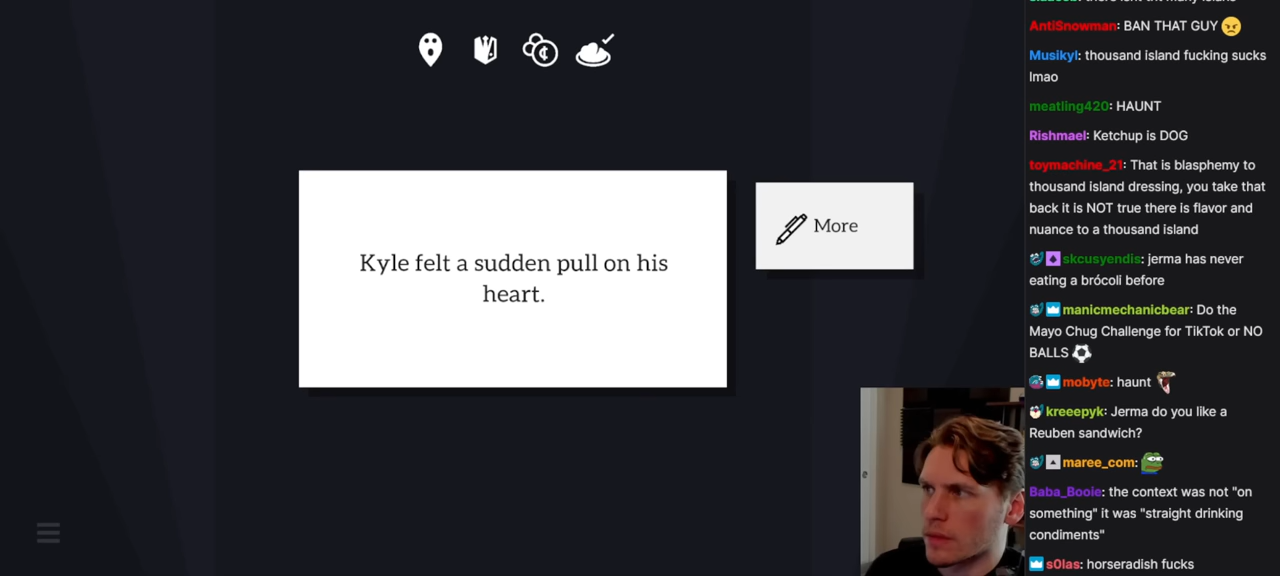 Kyle felt a sudden pull on his
heart.
More
AntiSnowman: BAN THAT GUY
Musikyl: thousand island fucking sucks
lmao
meatling420: HAUNT
Rishmael: Ketchup is DOG
toymachine_21: That is blasphemy to
thousand island dressing, you take that
back it is NOT true there is flavor and
nuance to a thousand island
skcusyendis: jerma has never
eating a brócoli before
manicmechanicbear: Do the
Mayo Chug Challenge for TikTok or NO
BALLS
mobyte: haunt
kreeepyk: Jerma do you like a
Reuben sandwich?
maree_com:
Baba_Booie: the context was not "on
something" it was "straight drinking
condiments"
s0las: horseradish fucks